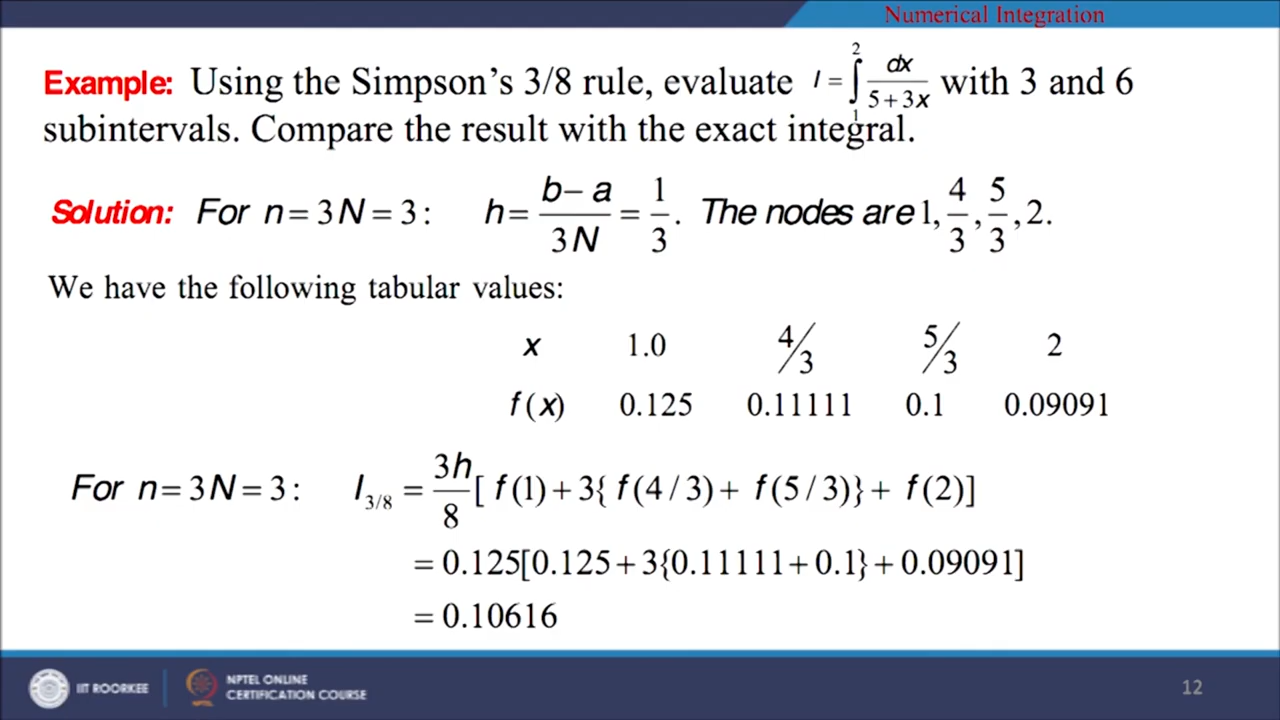 Numerical Integration
Example: Using the Simpson's 3/8 rule, evaluate I = ∫₁² dx/(5+3x) with 3 and 6
subintervals. Compare the result with the exact integral.
Solution: For n = 3N = 3 : h = (b – a)/3N = 1/3. The nodes are 1, 4/3, 5/3, 2.
We have the following tabular values:
x 1.0 4/3 5/3 2
f(x) 0.125 0.11111 0.1 0.09091
For n = 3N = 3 : I₃/₈ = 3h/8 [ f(1) + 3{ f(4 / 3) + f(5 / 3)} + f(2)]
= 0.125[0.125 + 3{0.11111 + 0.1} + 0.09091]
= 0.10616
IIT ROORKEE
NPTEL ONLINE
CERTIFICATION COURSE
12